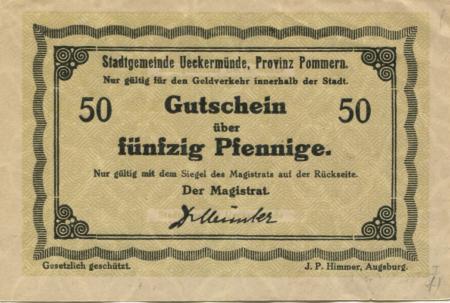 Stadtgemeinde Ueckermünde, Provinz Pommern.
Nur gültig für den Geldverkehr innerhalb der Stadt.
50 Gutschein 50
über
fünfzig Pfennige.
Nur gültig mit dem Siegel des Magistrats auf der Rückseite.
Der Magistrat.
Gesetzlich geschützt. J. P. Himmer, Augsburg.